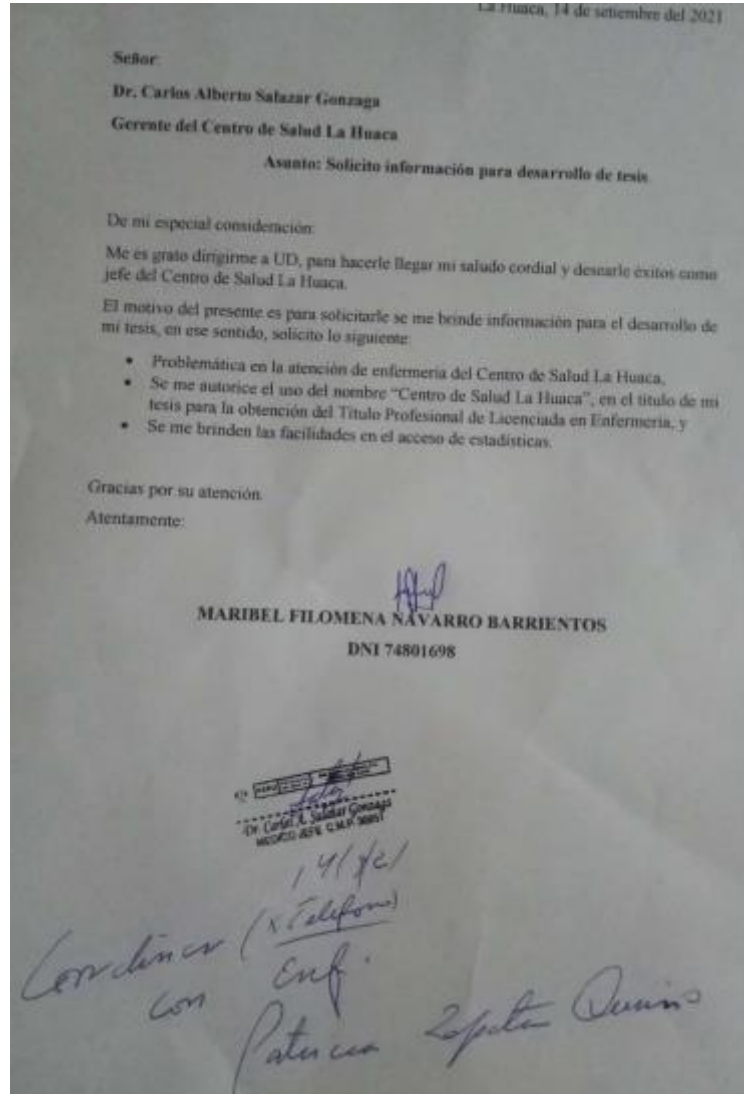 La Huaca, 14 de setiembre del 2021
Señor:
Dr. Carlos Alberto Salazar Gonzaga
Gerente del Centro de Salud La Huaca
Asunto: Solicito información para desarrollo de tesis.
De mi especial consideración:
Me es grato dirigirme a UD, para hacerle llegar mi saludo cordial y desearle éxitos como
jefe del Centro de Salud La Huaca.
El motivo del presente es para solicitarle se me brinde información para el desarrollo de
mi tesis, en ese sentido, solicito lo siguiente:
• Problemática en la atención de enfermería del Centro de Salud La Huaca,
• Se me autorice el uso del nombre “Centro de Salud La Huaca”, en el título de mi
tesis para la obtención del Título Profesional de Licenciada en Enfermería, y
• Se me brinden las facilidades en el acceso de estadísticas.
Gracias por su atención.
Atentamente:
MARIBEL FILOMENA NAVARRO BARRIENTOS
DNI 74801698
Dr. Carlos A. Salazar Gonzaga
MEDICO JEFE C.M.P.
Coordinar (x Telefono)
con Enf.
Patricia Zapata